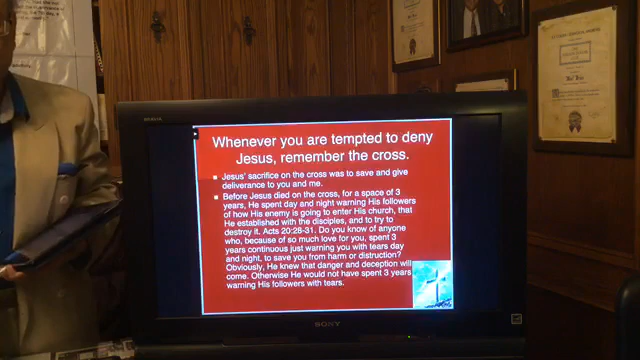 Whenever you are tempted to deny
Jesus, remember the cross.
Jesus' sacrifice on the cross was to save and give
deliverance to you and me.
Before Jesus died on the cross, for a space of 3
years, He spent day and night warning His followers
of how His enemy is going to enter His church, that
He established with the disciples, and to try to
destroy it. Acts 20:28-31. Do you know of anyone
who, because of so much love for you, spent 3
years continuous just warning you with tears day
and night, to save you from harm or distruction?
Obviously, He knew that danger and deception will
come. Otherwise He would not have spent 3 years
warning His followers with tears.
SONY